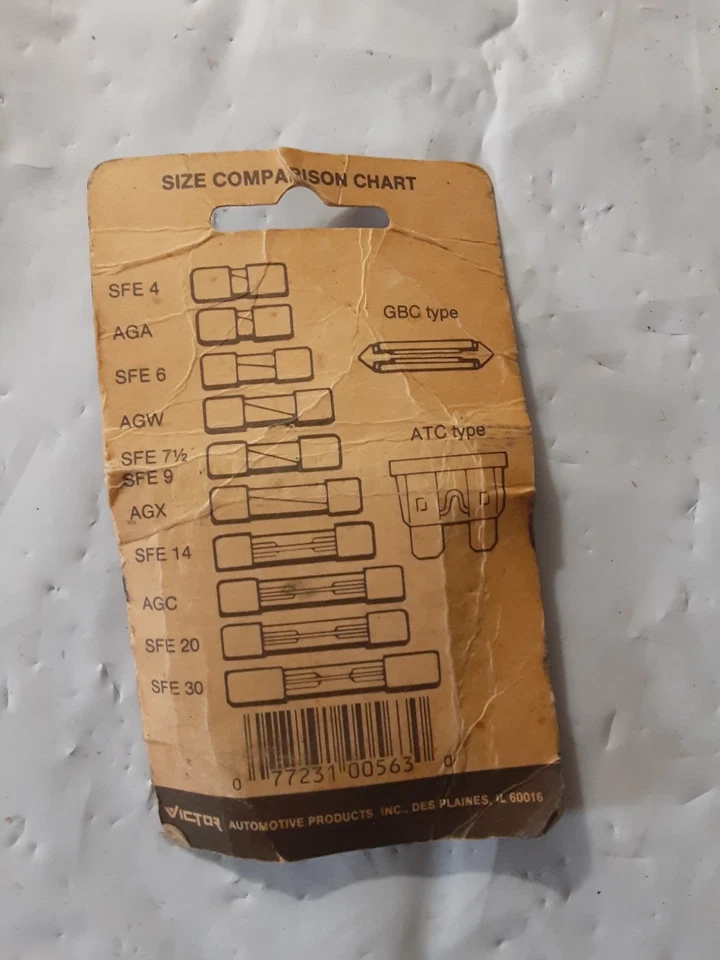 SIZE COMPARISON CHART
SFE 4
AGA
SFE 6
AGW
SFE 7½
SFE 9
AGX
SFE 14
AGC
SFE 20
SFE 30
GBC type
ATC type
0 77231 00563 0
VICTOR AUTOMOTIVE PRODUCTS, INC., DES PLAINES, IL 60016